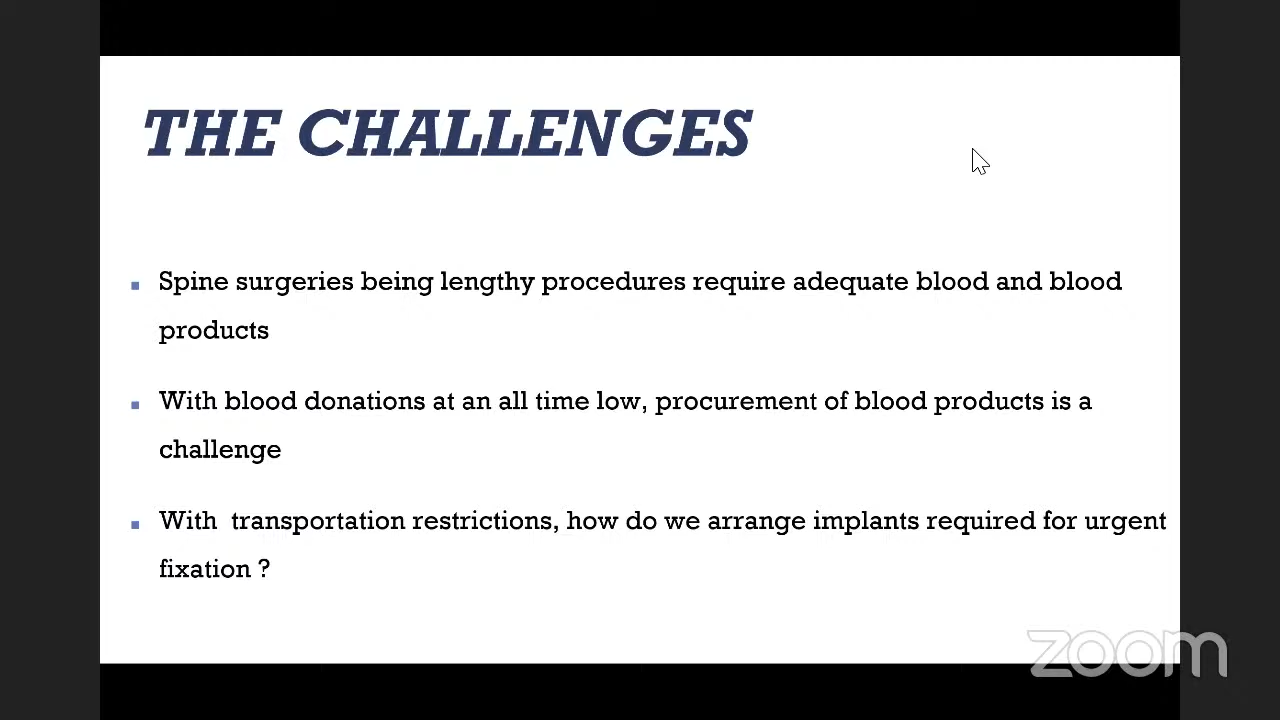 THE CHALLENGES
Spine surgeries being lengthy procedures require adequate blood and blood
products
With blood donations at an all time low, procurement of blood products is a
challenge
With  transportation restrictions, how do we arrange implants required for urgent
fixation ?
zoom